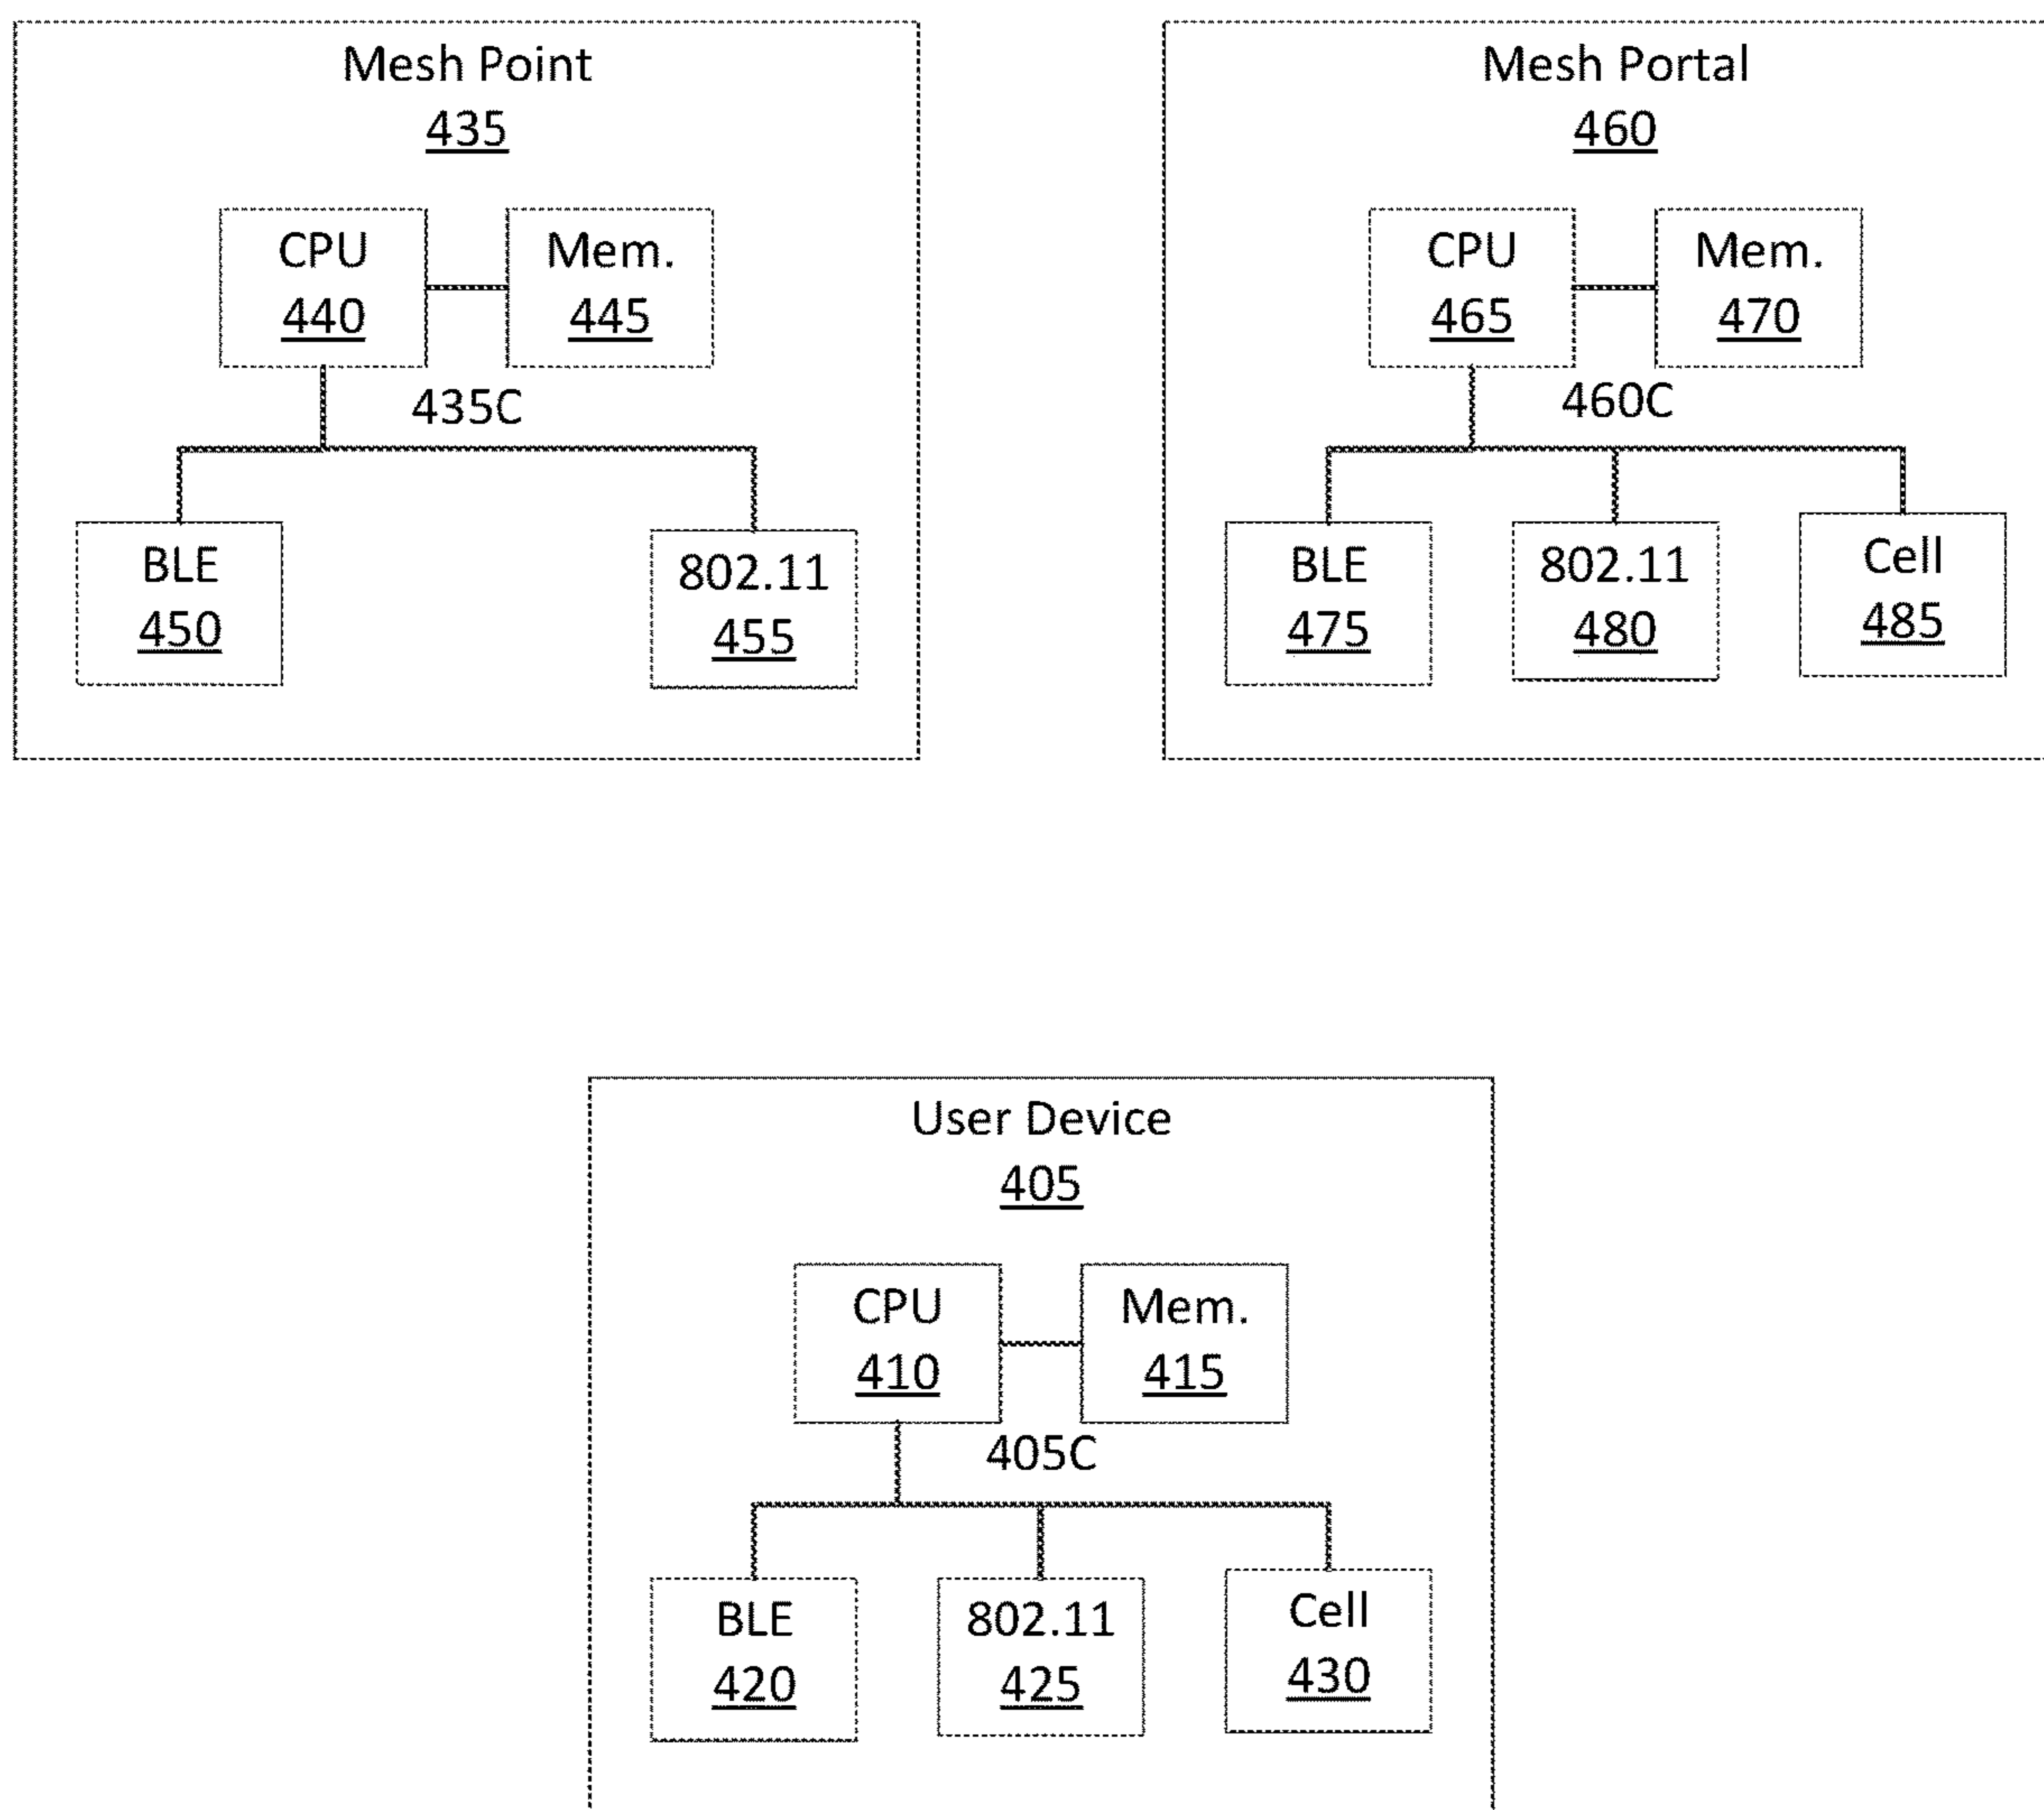 Mesh Point
435
CPU
440
Mem.
445
435C
BLE
450
802.11
455
Mesh Portal
460
CPU
465
Mem.
470
460C
BLE
475
802.11
480
Cell
485
User Device
405
CPU
410
Mem.
415
405C
BLE
420
802.11
425
Cell
430